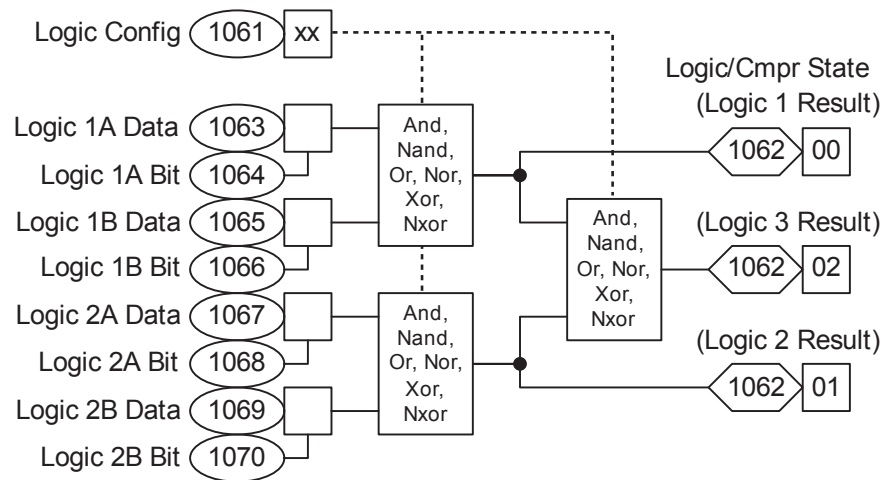 Logic Config 1061 xx
Logic/Cmpr State
(Logic 1 Result)
Logic 1A Data 1063
Logic 1A Bit 1064
Logic 1B Data 1065
Logic 1B Bit 1066
Logic 2A Data 1067
Logic 2A Bit 1068
Logic 2B Data 1069
Logic 2B Bit 1070
And,
Nand,
Or, Nor,
Xor,
Nxor
And,
Nand,
Or, Nor,
Xor,
Nxor
And,
Nand,
Or, Nor,
Xor,
Nxor
1062 00
(Logic 3 Result)
1062 02
(Logic 2 Result)
1062 01